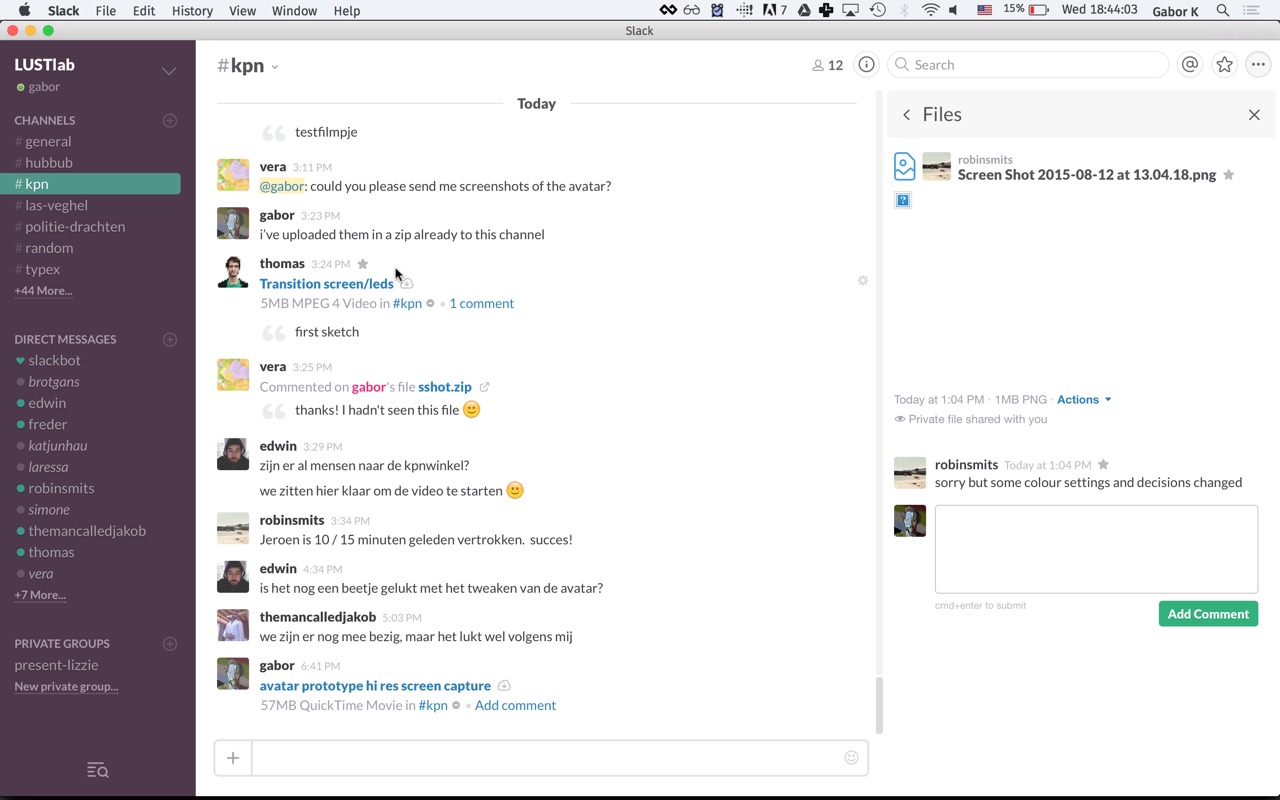 Slack File Edit History View Window Help 7 15% Wed 18:44:03 Gabor K
Slack
LUSTlab
gabor
CHANNELS
# general
# hubbub
# kpn
# las-veghel
# politie-drachten
# random
# typex
+44 More...
DIRECT MESSAGES
slackbot
brotgans
edwin
freder
katjunhau
laressa
robinsmits
simone
themancalledjakob
thomas
vera
+7 More...
PRIVATE GROUPS
present-lizzie
New private group...
#kpn
12
Search
Today
testfilmpje
vera 3:11 PM
@gabor: could you please send me screenshots of the avatar?
gabor 3:23 PM
i've uploaded them in a zip already to this channel
thomas 3:24 PM
Transition screen/leds
5MB MPEG 4 Video in #kpn • 1 comment
first sketch
vera 3:25 PM
Commented on gabor's file sshot.zip
thanks! I hadn't seen this file 🙂
edwin 3:29 PM
zijn er al mensen naar de kpnwinkel?
we zitten hier klaar om de video te starten 🙂
robinsmits 3:34 PM
Jeroen is 10 / 15 minuten geleden vertrokken. succes!
edwin 4:34 PM
is het nog een beetje gelukt met het tweaken van de avatar?
themancalledjakob 5:03 PM
we zijn er nog mee bezig, maar het lukt wel volgens mij
gabor 6:41 PM
avatar prototype hi res screen capture
57MB QuickTime Movie in #kpn • Add comment
Files
robinsmits
Screen Shot 2015-08-12 at 13.04.18.png
?
Today at 1:04 PM · 1MB PNG · Actions
Private file shared with you
robinsmits Today at 1:04 PM
sorry but some colour settings and decisions changed
cmd+enter to submit
Add Comment